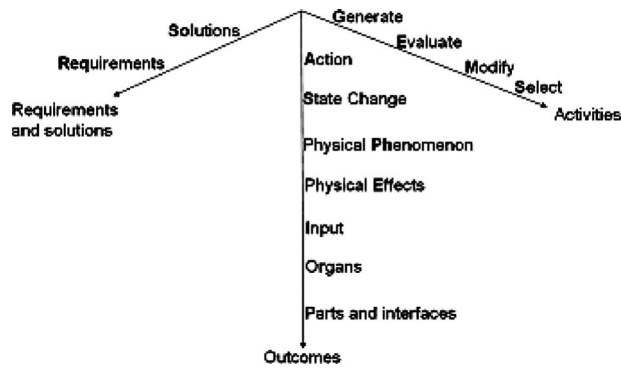 Solutions
Requirements
Requirements
and solutions
Generate
Evaluate
Modify
Select
Activities
Action
State Change
Physical Phenomenon
Physical Effects
Input
Organs
Parts and interfaces
Outcomes